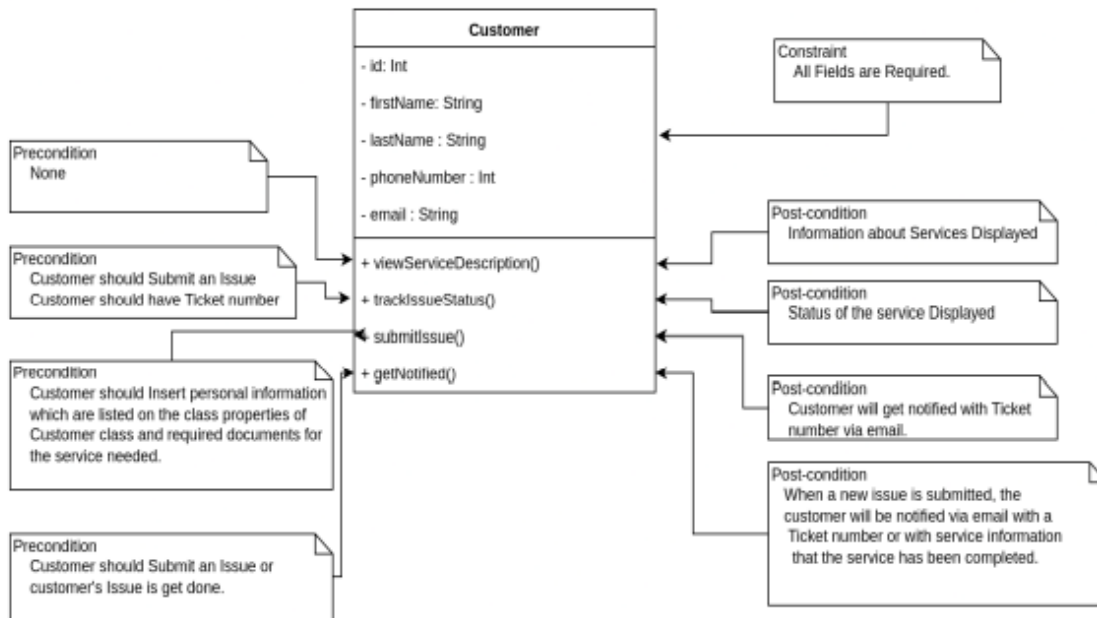 Customer
- id: Int
- firstName: String
- lastName : String
- phoneNumber : Int
- email : String
+ viewServiceDescription()
+ trackIssueStatus()
+ submitIssue()
+ getNotified()
Constraint
All Fields are Required.
Precondition
None
Precondition
Customer should Submit an Issue
Customer should have Ticket number
Precondition
Customer should Insert personal information
which are listed on the class properties of
Customer class and required documents for
the service needed.
Precondition
Customer should Submit an Issue or
customer's Issue is get done.
Post-condition
Information about Services Displayed
Post-condition
Status of the service Displayed
Post-condition
Customer will get notified with Ticket
number via email.
Post-condition
When a new issue is submitted, the
customer will be notified via email with a
Ticket number or with service information
that the service has been completed.